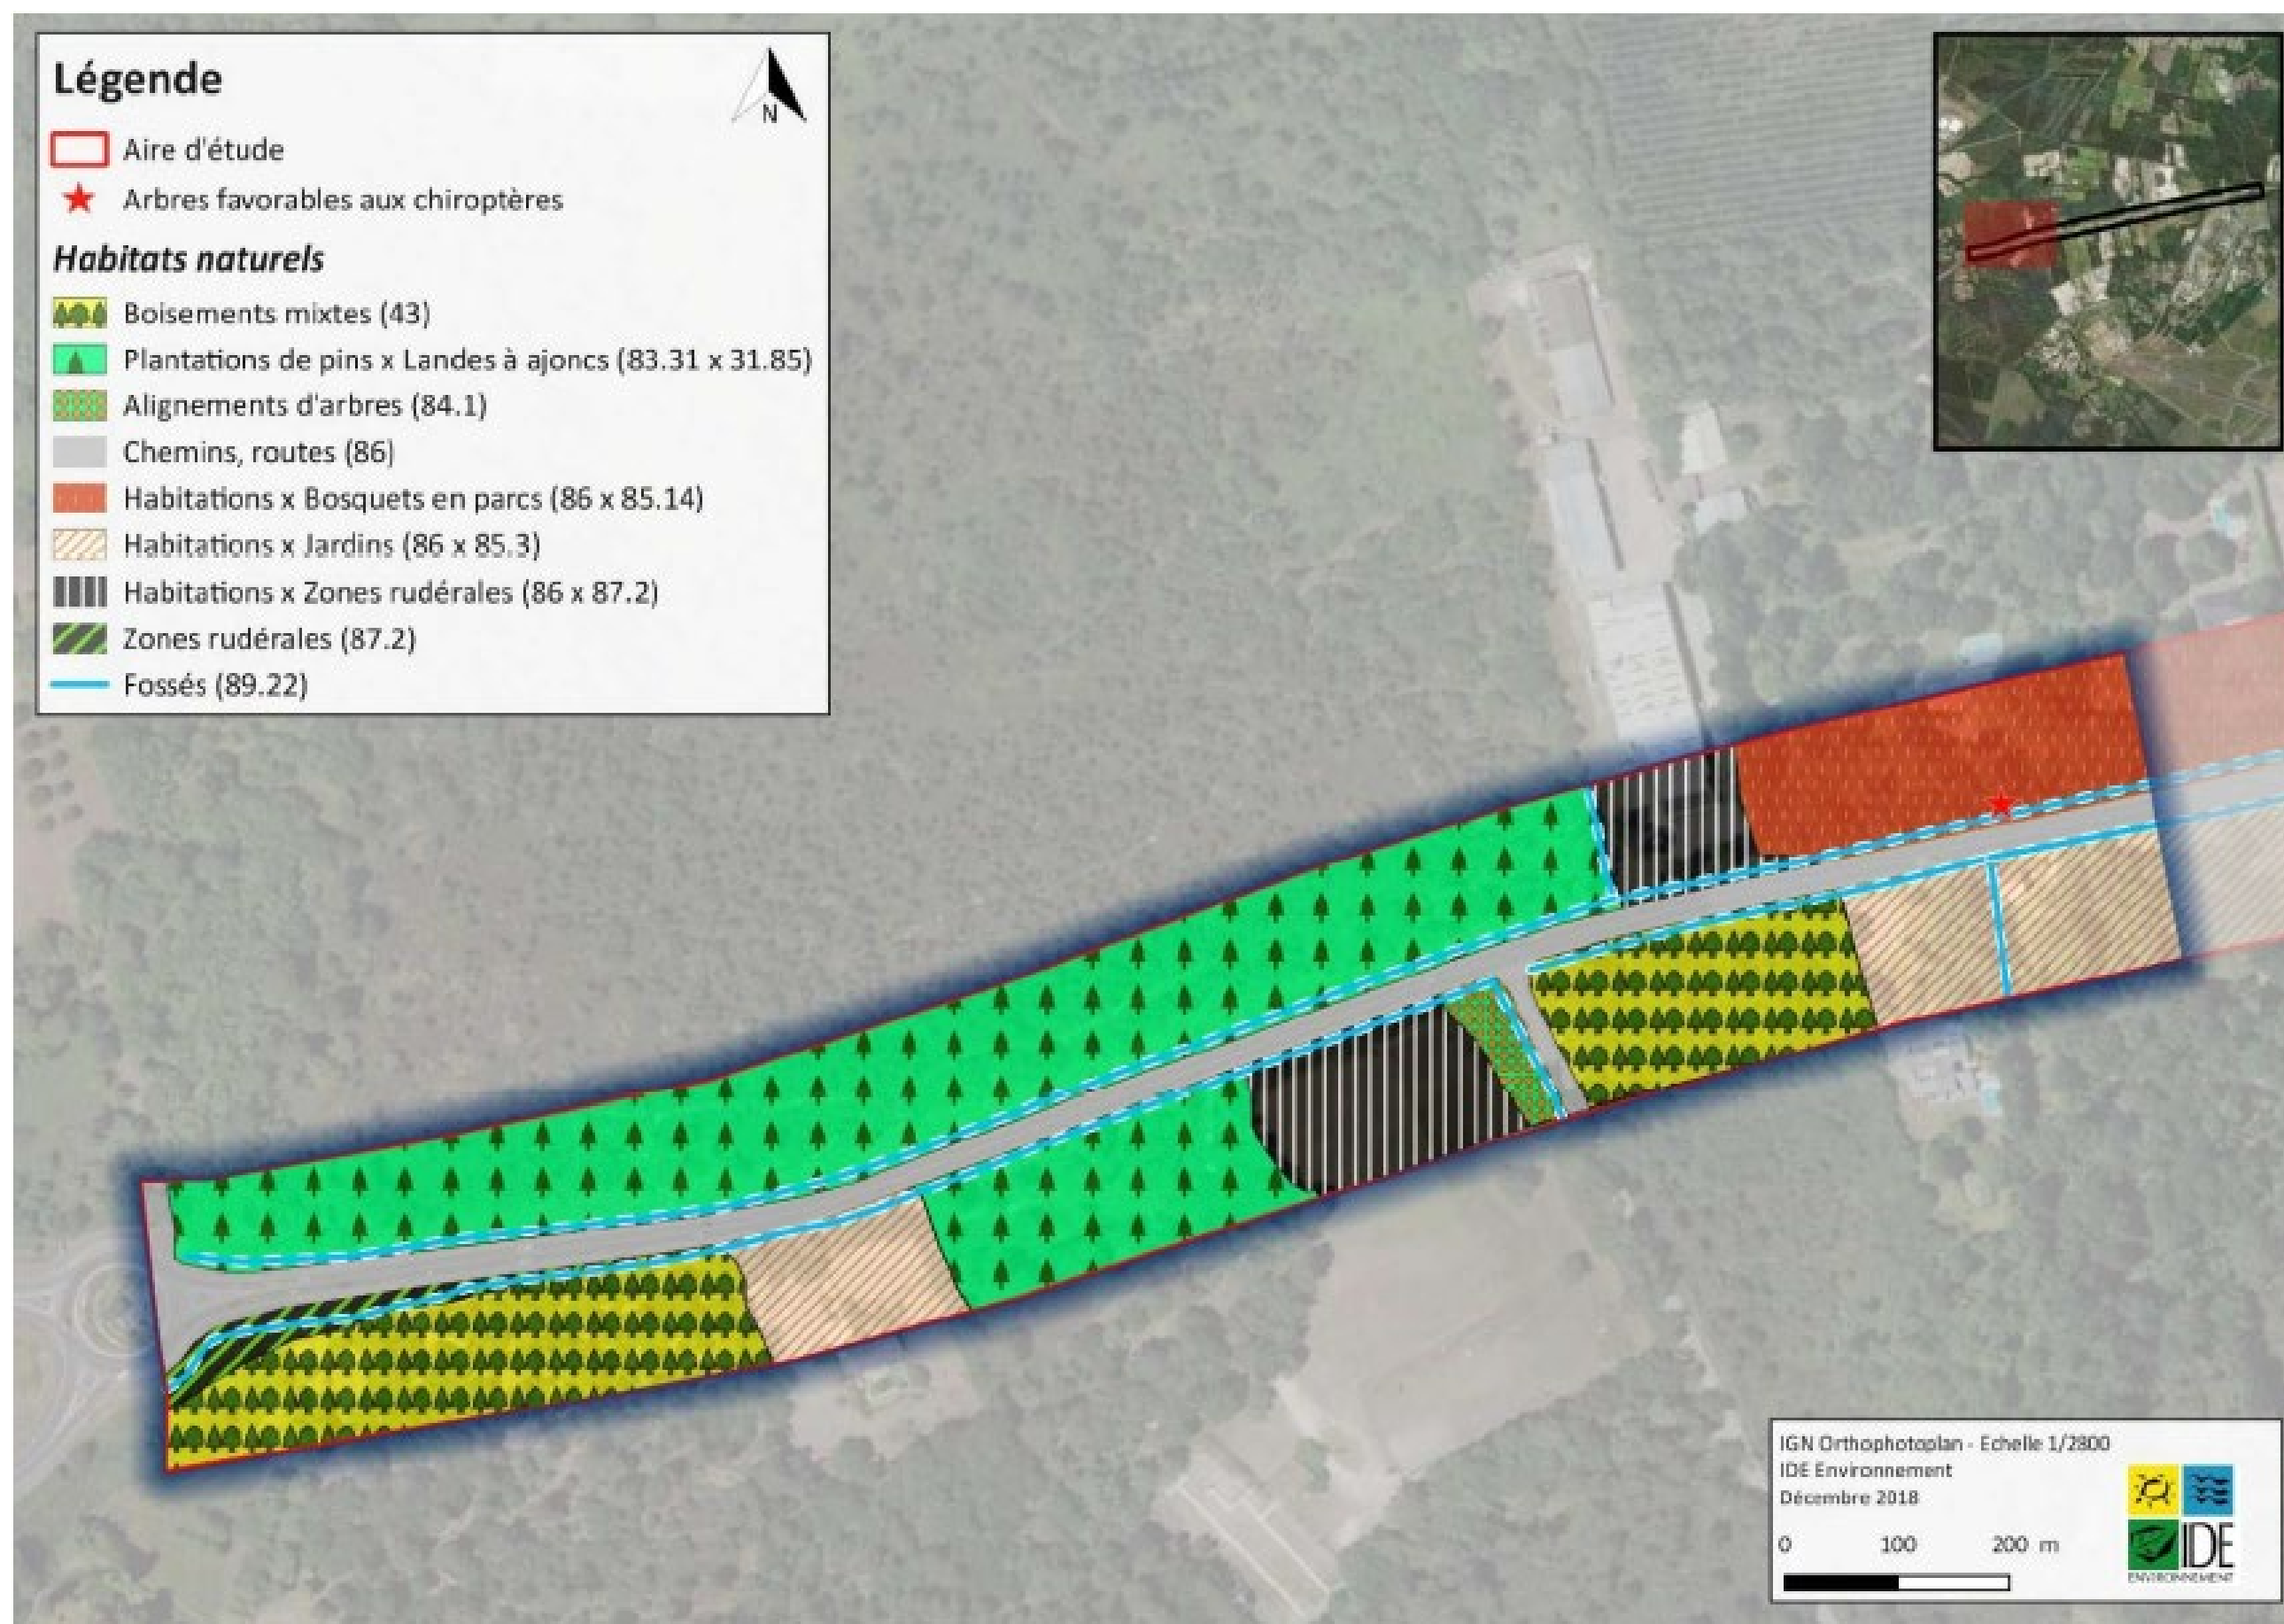 Légende
N
Aire d'étude
Arbres favorables aux chiroptères
Habitats naturels
Boisements mixtes (43)
Plantations de pins x Landes à ajoncs (83.31 x 31.85)
Alignements d'arbres (84.1)
Chemins, routes (86)
Habitations x Bosquets en parcs (86 x 85.14)
Habitations x Jardins (86 x 85.3)
Habitations x Zones rudérales (86 x 87.2)
Zones rudérales (87.2)
Fossés (89.22)
IGN Orthophotoplan - Echelle 1/2800
IDE Environnement
Décembre 2018
0 100 200 m
IDE
ENVIRONNEMENT